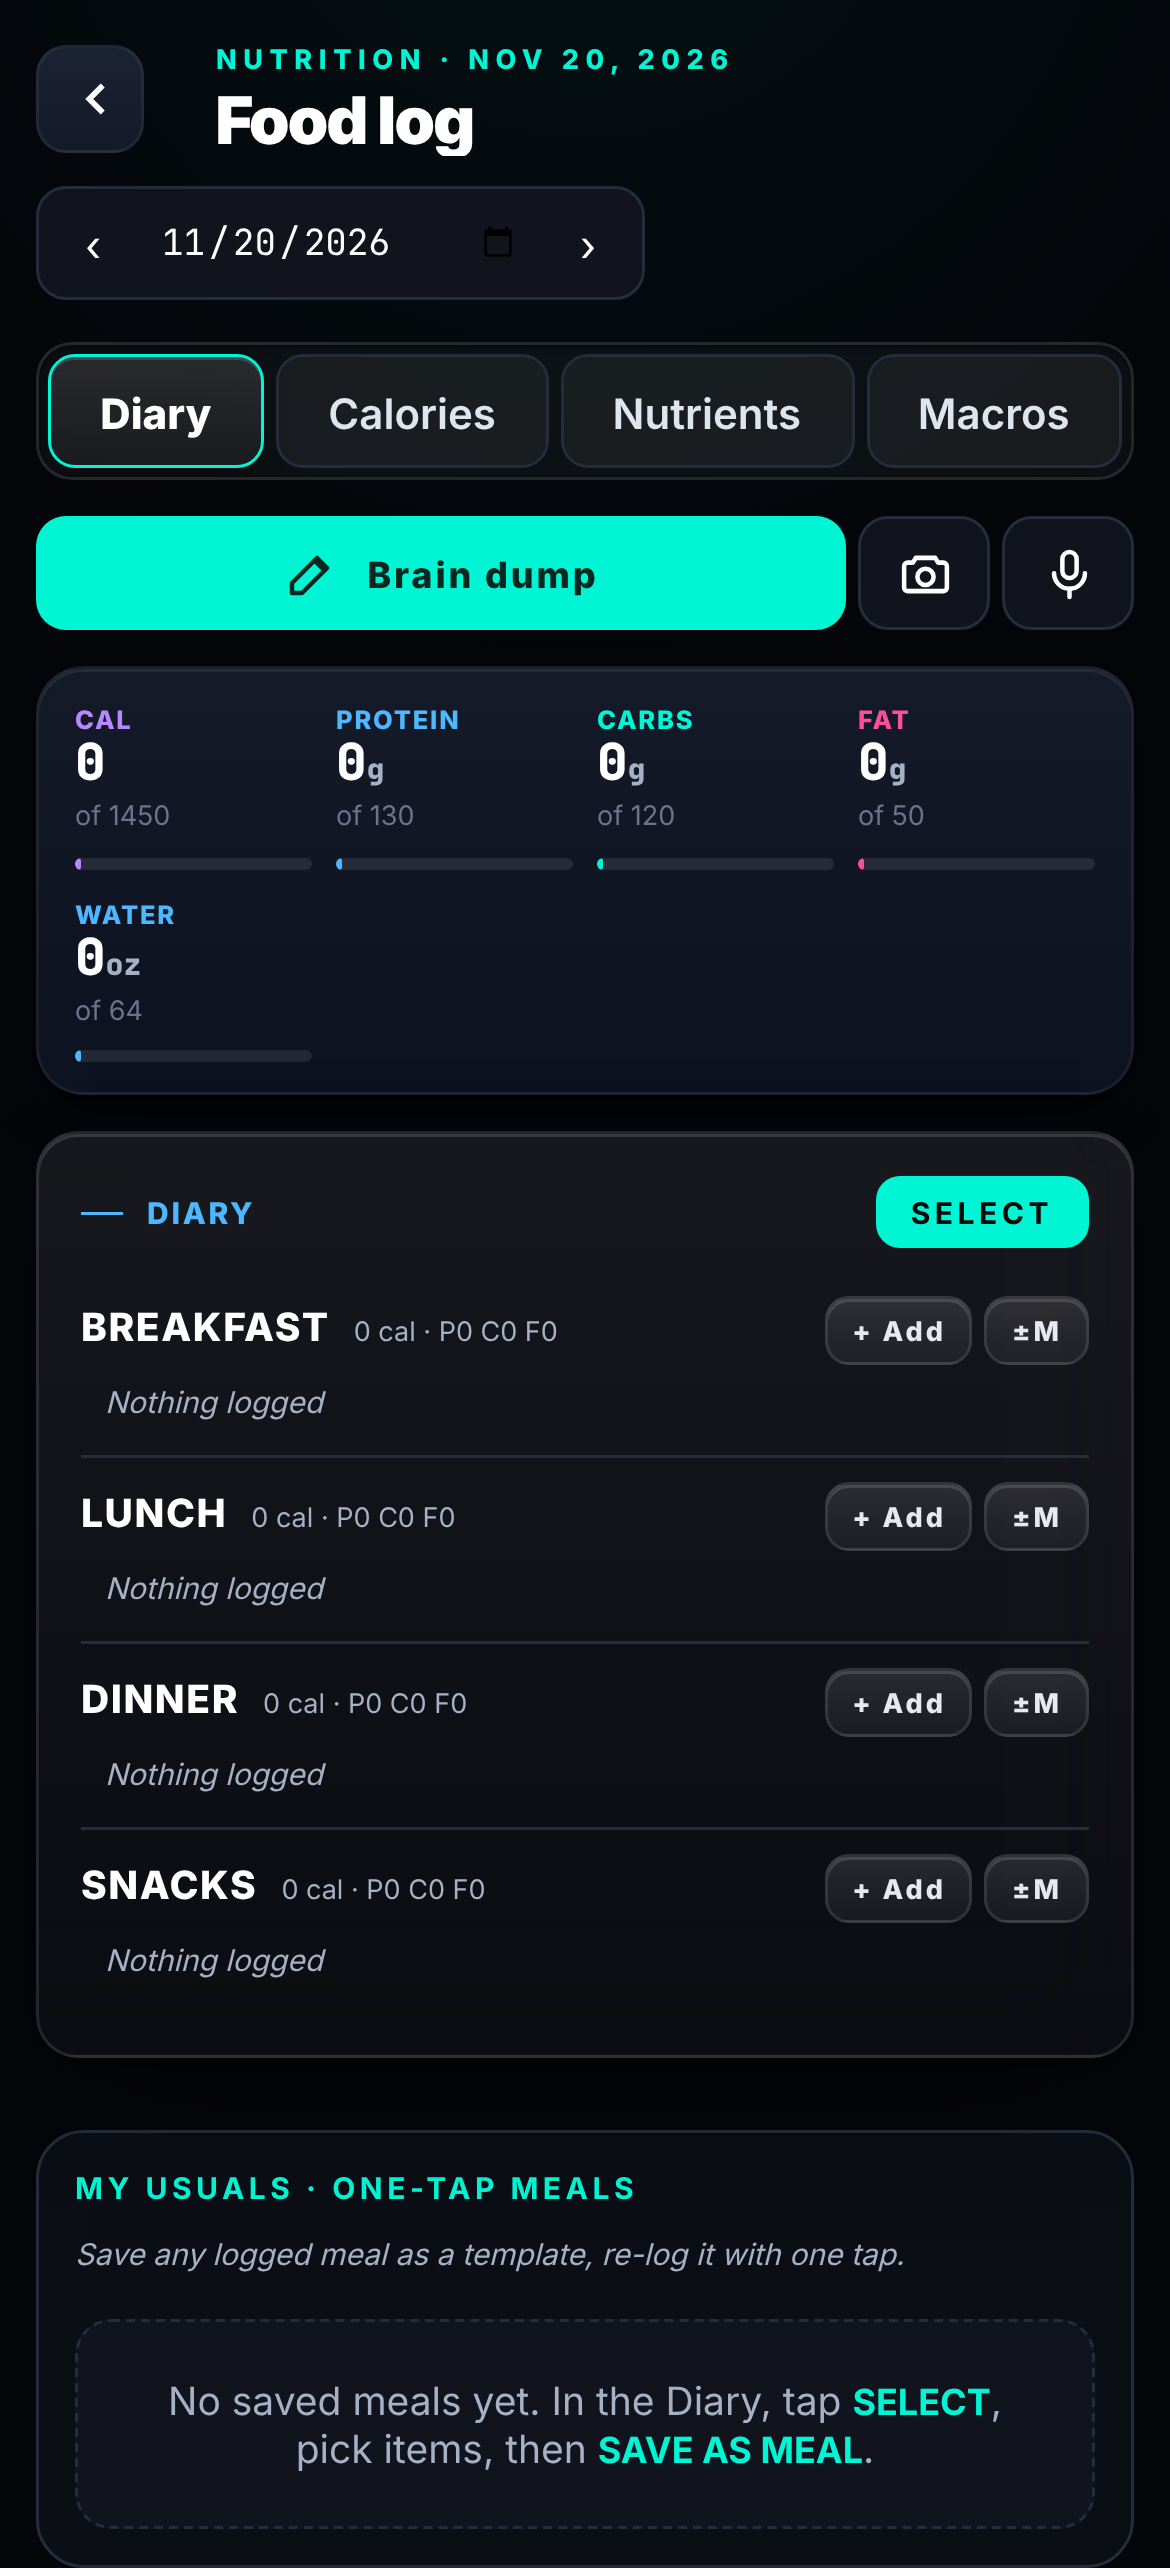 NUTRITION · NOV 20, 2026
Food log
‹ 11/20/2026 ›
Diary Calories Nutrients Macros
Brain dump
CAL PROTEIN CARBS FAT
0 0g 0g 0g
of 1450 of 130 of 120 of 50
WATER
0oz
of 64
DIARY SELECT
BREAKFAST 0 cal · P0 C0 F0 + Add ±M
Nothing logged
LUNCH 0 cal · P0 C0 F0 + Add ±M
Nothing logged
DINNER 0 cal · P0 C0 F0 + Add ±M
Nothing logged
SNACKS 0 cal · P0 C0 F0 + Add ±M
Nothing logged
MY USUALS · ONE-TAP MEALS
Save any logged meal as a template, re-log it with one tap.
No saved meals yet. In the Diary, tap SELECT,
pick items, then SAVE AS MEAL.